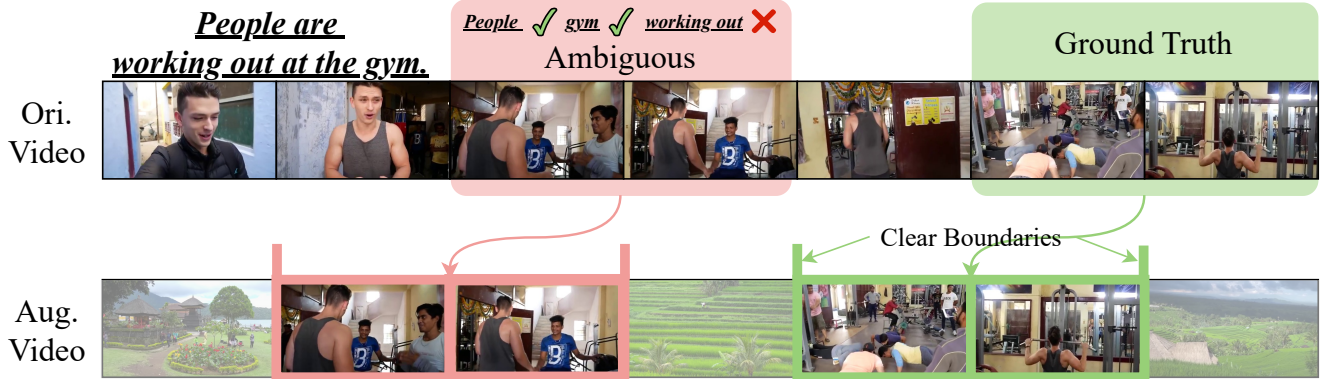 People are
working out at the gym.
People gym working out
Ambiguous
Ground Truth
Ori.
Video
Clear Boundaries
Aug.
Video